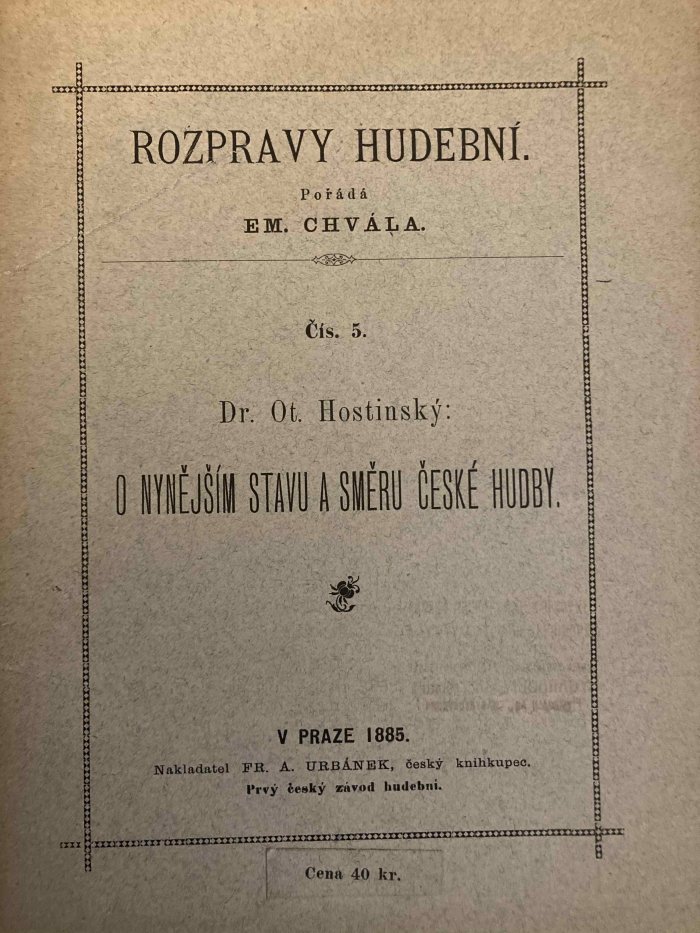 ROZPRAVY HUDEBNÍ.
Pořádá
EM. CHVÁLA.
Čís. 5.
Dr. Ot. Hostinský:
O NYNĚJŠÍM STAVU A SMĚRU ČESKÉ HUDBY.
V PRAZE 1885.
Nakladatel FR. A. URBÁNEK, český knihkupec.
Prvý český závod hudební.
Cena 40 kr.